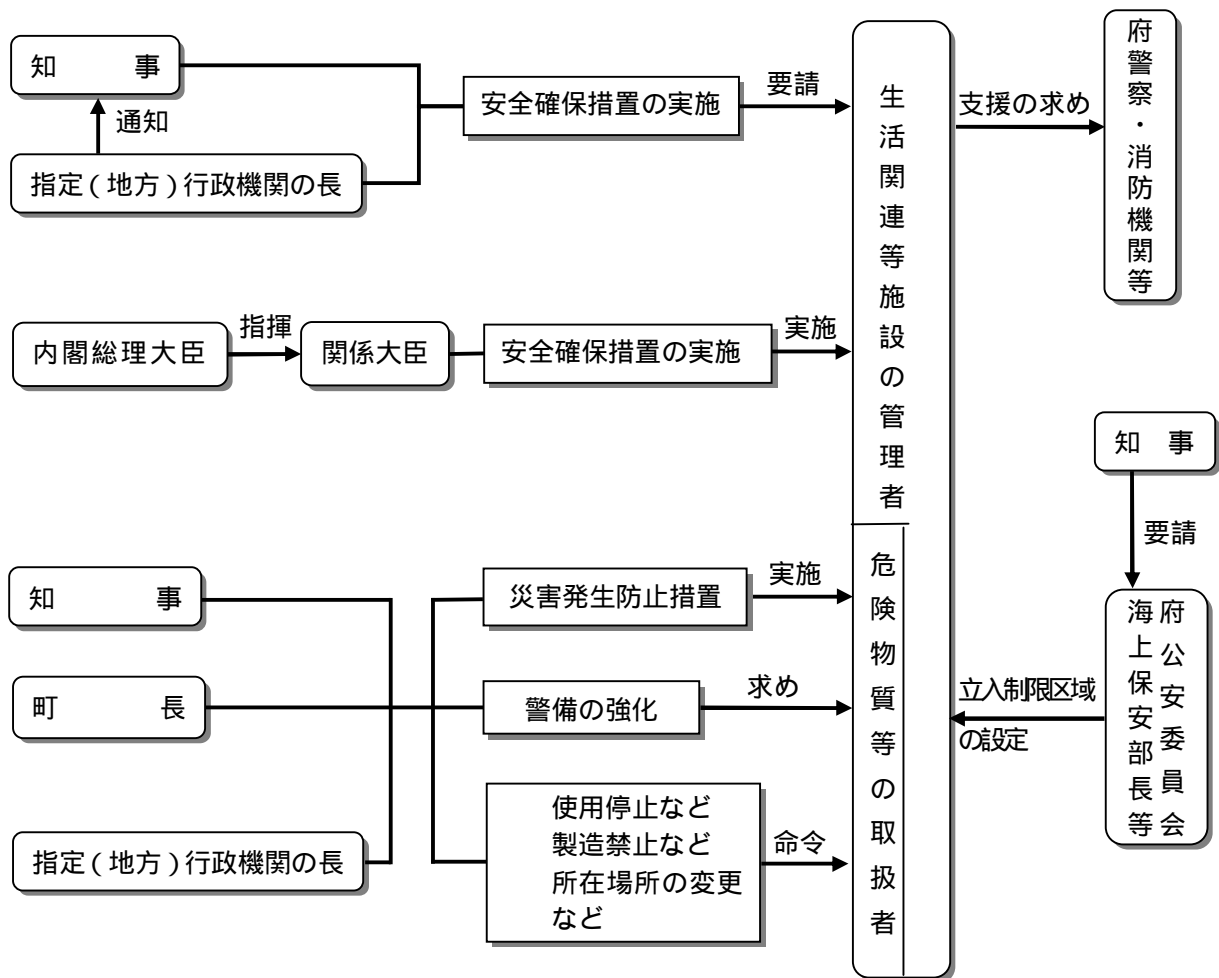 知　　事
通知
指定(地方)行政機関の長
安全確保措置の実施
要請
生活関連等施設の管理者
支援の求め
府警察・消防機関等
内閣総理大臣
指揮
関係大臣
安全確保措置の実施
実施
知　事
要請
知　　事
町　　長
指定(地方)行政機関の長
災害発生防止措置
実施
警備の強化
求め
使用停止など
製造禁止など
所在場所の変更
など
命令
危険物質等の取扱者
立入制限区域
の設定
府公安委員会
海上保安部長等